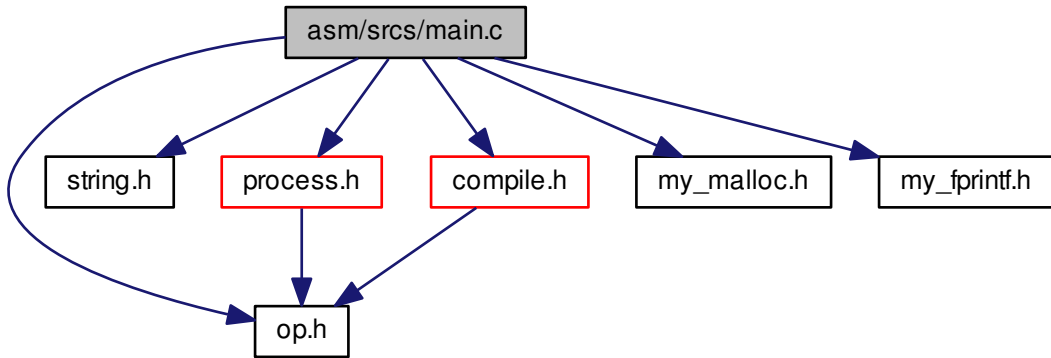 asm/srcs/main.c
string.h
process.h
compile.h
my_malloc.h
my_fprintf.h
op.h